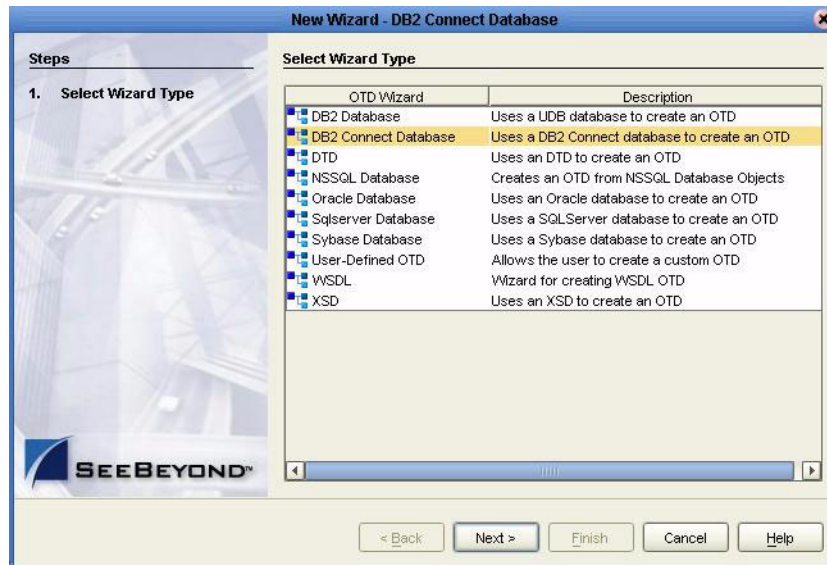 New Wizard - DB2 Connect Database
Steps
1. Select Wizard Type
SEEBEYOND™
Select Wizard Type
OTD Wizard Description
DB2 Database Uses a UDB database to create an OTD
DB2 Connect Database Uses a DB2 Connect database to create an OTD
DTD Uses an DTD to create an OTD
NSSQL Database Creates an OTD from NSSQL Database Objects
Oracle Database Uses an Oracle database to create an OTD
Sqlserver Database Uses a SQLServer database to create an OTD
Sybase Database Uses a Sybase database to create an OTD
User-Defined OTD Allows the user to create a custom OTD
WSDL Wizard for creating WSDL OTD
XSD Uses an XSD to create an OTD
< Back Next > Finish Cancel Help